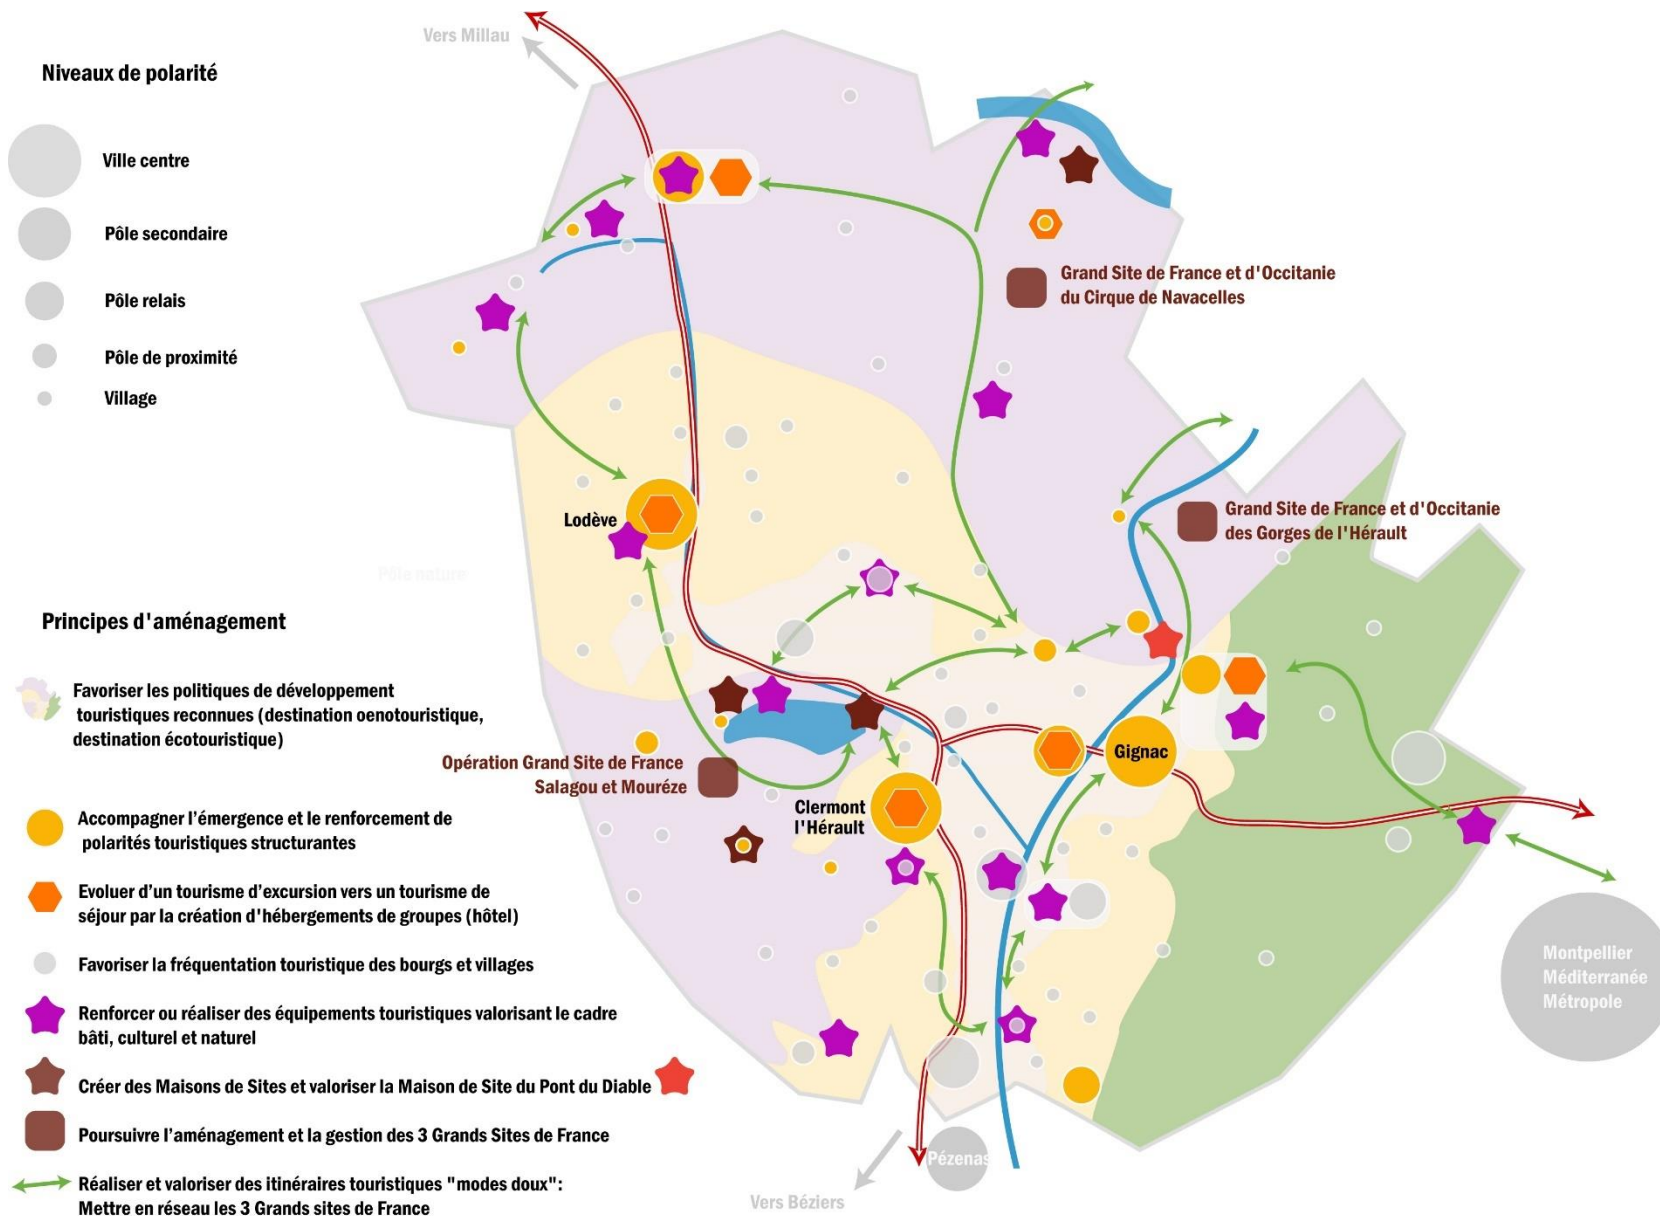 Niveaux de polarité
Ville centre
Pôle secondaire
Pôle relais
Pôle de proximité
Village
Pôle nature
Principes d'aménagement
Favoriser les politiques de développement
touristiques reconnues (destination oenotouristique,
destination écotouristique)
Accompagner l'émergence et le renforcement de
polarités touristiques structurantes
Evoluer d'un tourisme d'excursion vers un tourisme de
séjour par la création d'hébergements de groupes (hôtel)
Favoriser la fréquentation touristique des bourgs et villages
Renforcer ou réaliser des équipements touristiques valorisant le cadre
bâti, culturel et naturel
Créer des Maisons de Sites et valoriser la Maison de Site du Pont du Diable
Poursuivre l'aménagement et la gestion des 3 Grands Sites de France
Réaliser et valoriser des itinéraires touristiques "modes doux":
Mettre en réseau les 3 Grands sites de France
Vers Millau
Grand Site de France et d'Occitanie
du Cirque de Navacelles
Lodève
Grand Site de France et d'Occitanie
des Gorges de l'Hérault
Opération Grand Site de France
Salagou et Mouréze
Gignac
Clermont
l'Hérault
Montpellier
Méditerranée
Métropole
Pézenas
Vers Béziers